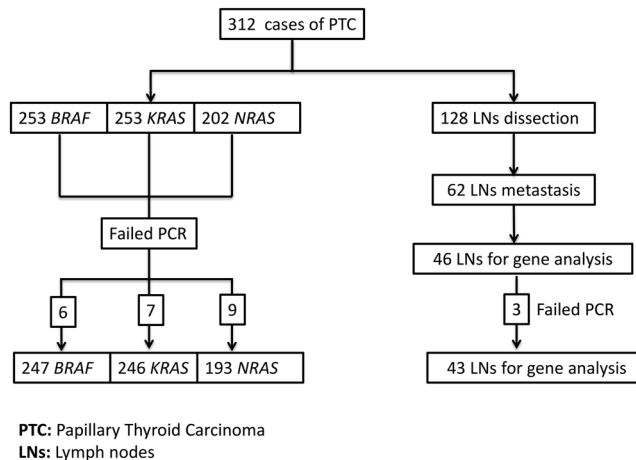 312 cases of PTC
253 BRAF 253 KRAS 202 NRAS
128 LNs dissection
62 LNs metastasis
Failed PCR
46 LNs for gene analysis
6 7 9
3 Failed PCR
247 BRAF 246 KRAS 193 NRAS
43 LNs for gene analysis
PTC: Papillary Thyroid Carcinoma
LNs: Lymph nodes